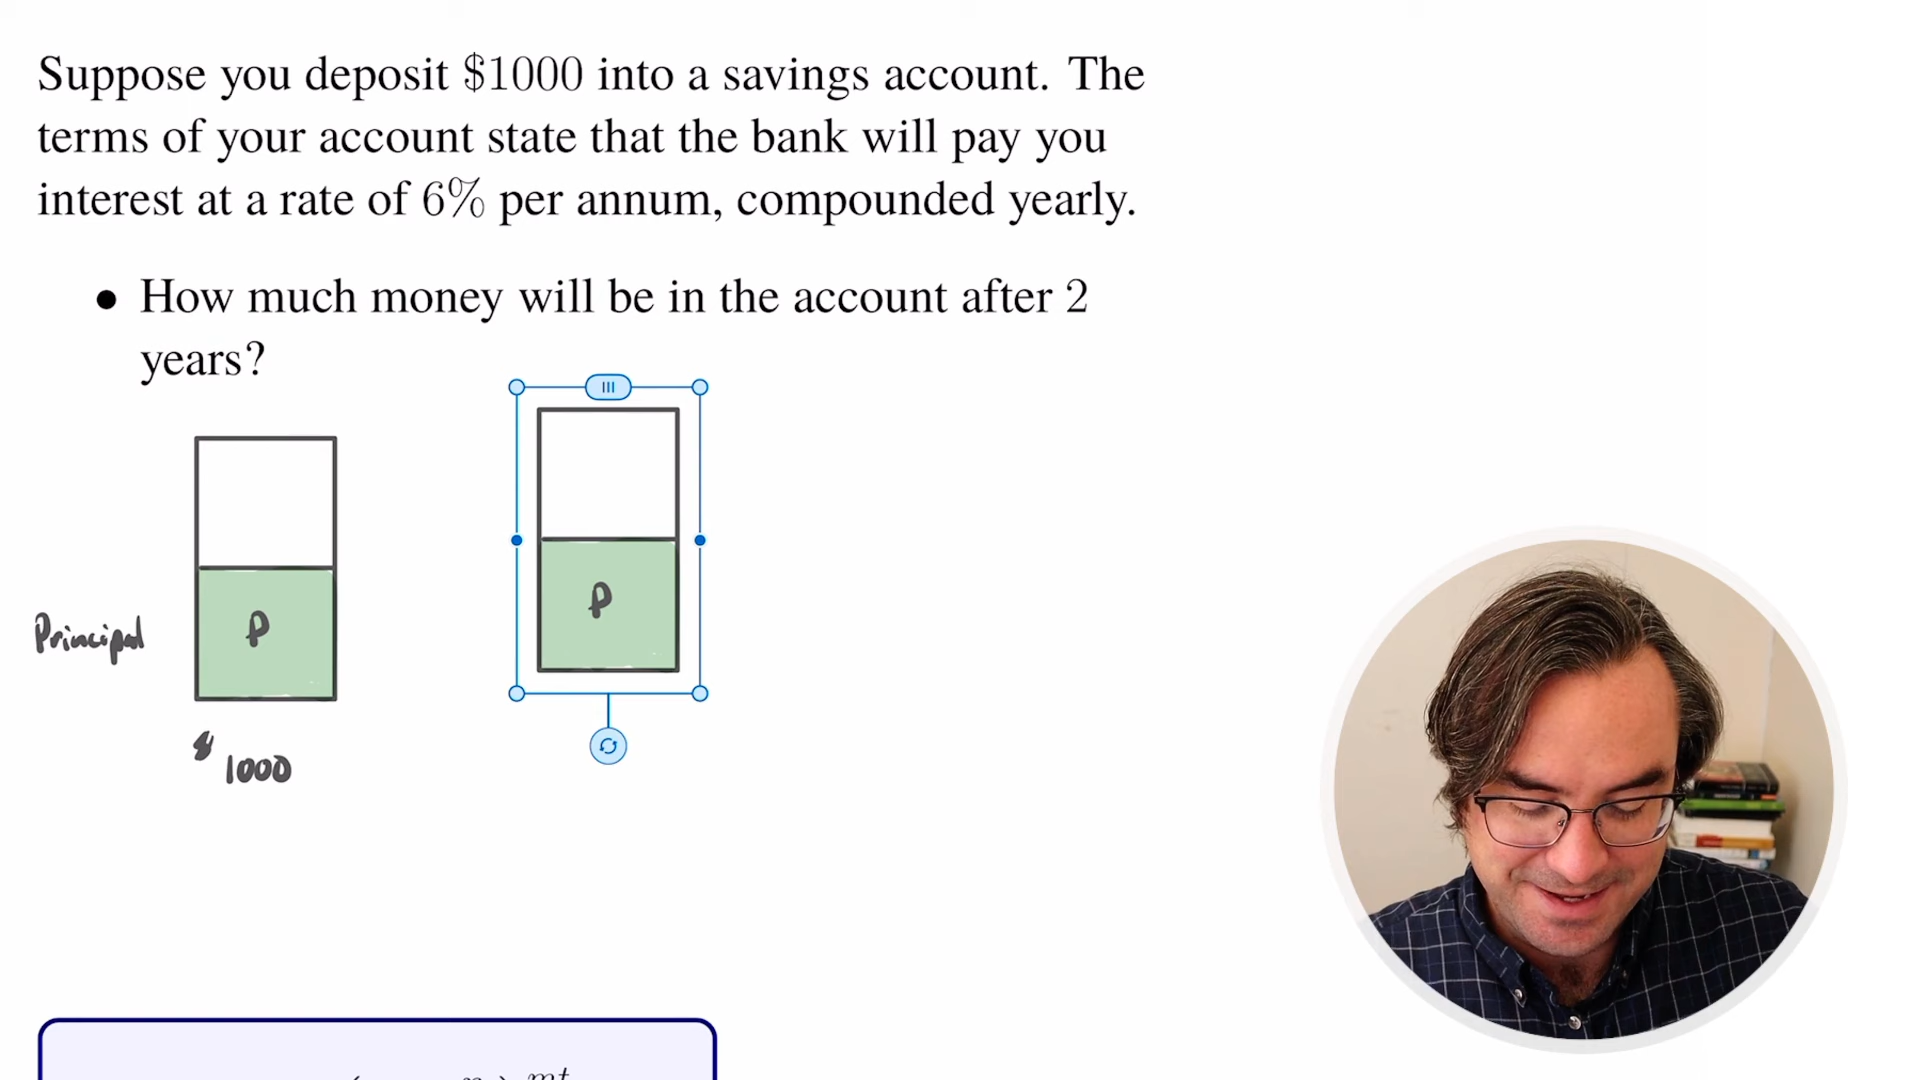 Suppose you deposit $1000 into a savings account. The
terms of your account state that the bank will pay you
interest at a rate of 6% per annum, compounded yearly.
• How much money will be in the account after 2
years?
Principal
P
P
$1000
mt